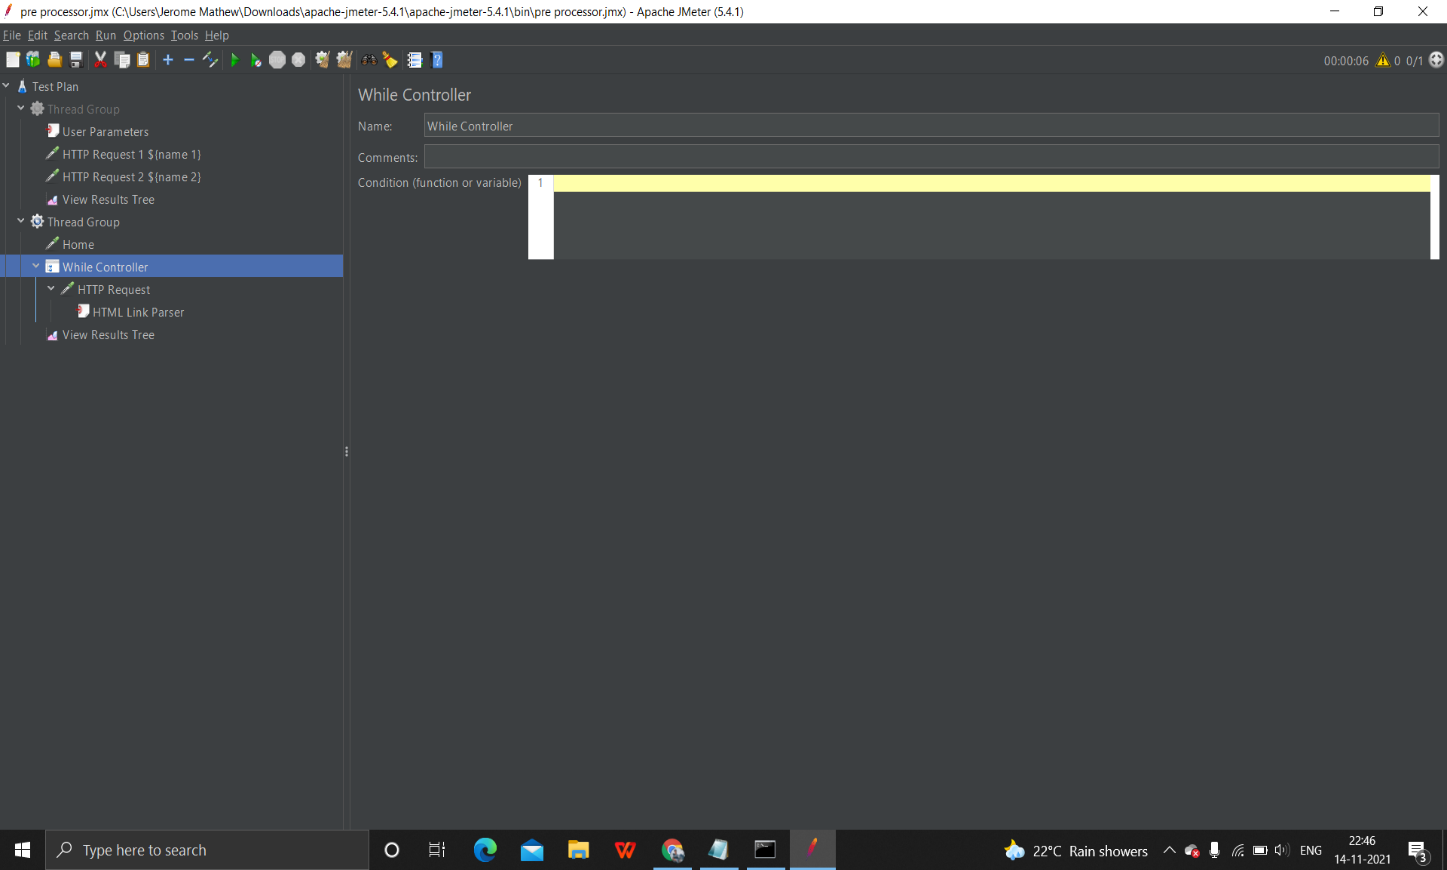 pre processor.jmx (C:\Users\Jerome Mathew\Downloads\apache-jmeter-5.4.1\apache-jmeter-5.4.1\bin\pre processor.jmx) - Apache JMeter (5.4.1)
File Edit Search Run Options Tools Help
00:00:06 0 0/1
Test Plan
Thread Group
User Parameters
HTTP Request 1 ${name 1}
HTTP Request 2 ${name 2}
View Results Tree
Thread Group
Home
While Controller
HTTP Request
HTML Link Parser
View Results Tree
While Controller
Name: While Controller
Comments:
Condition (function or variable) 1
Type here to search
22°C Rain showers
ENG
22:46
14-11-2021
3